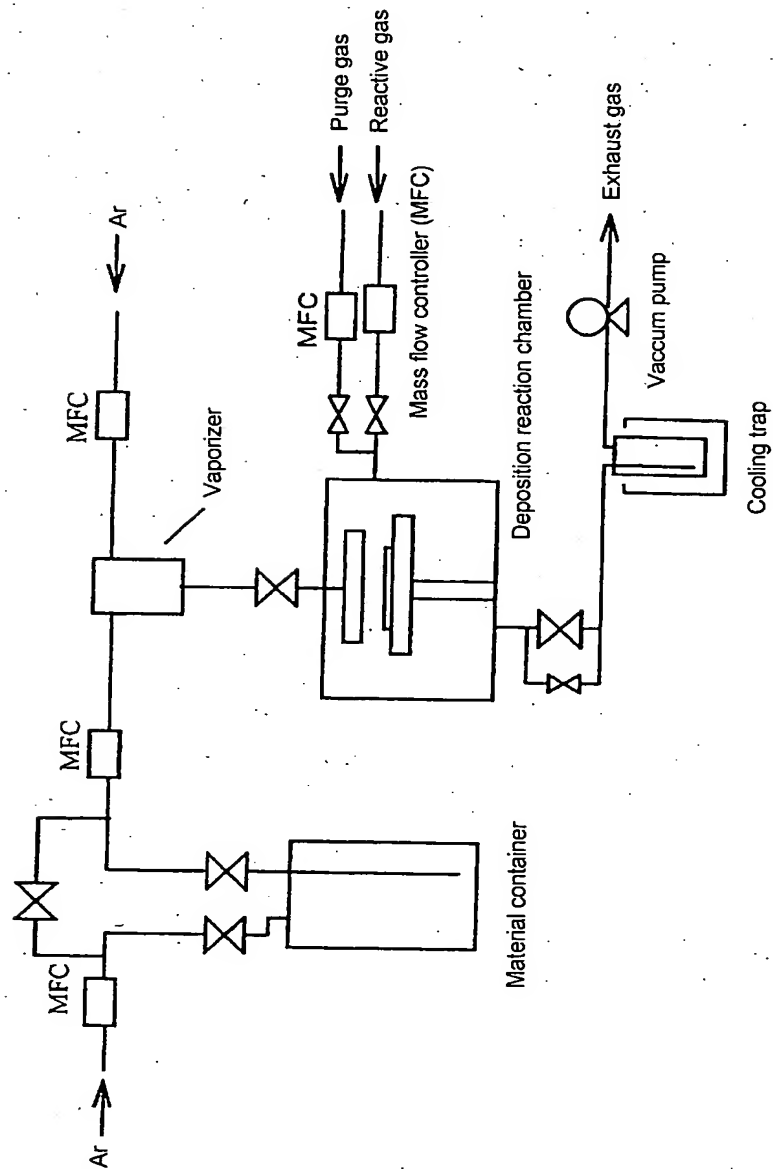 Ar
MFC
MFC
MFC
Ar
Vaporizer
MFC
Purge gas
Reactive gas
Mass flow controller (MFC)
Material container
Deposition reaction chamber
Vaccum pump
Exhaust gas
Cooling trap